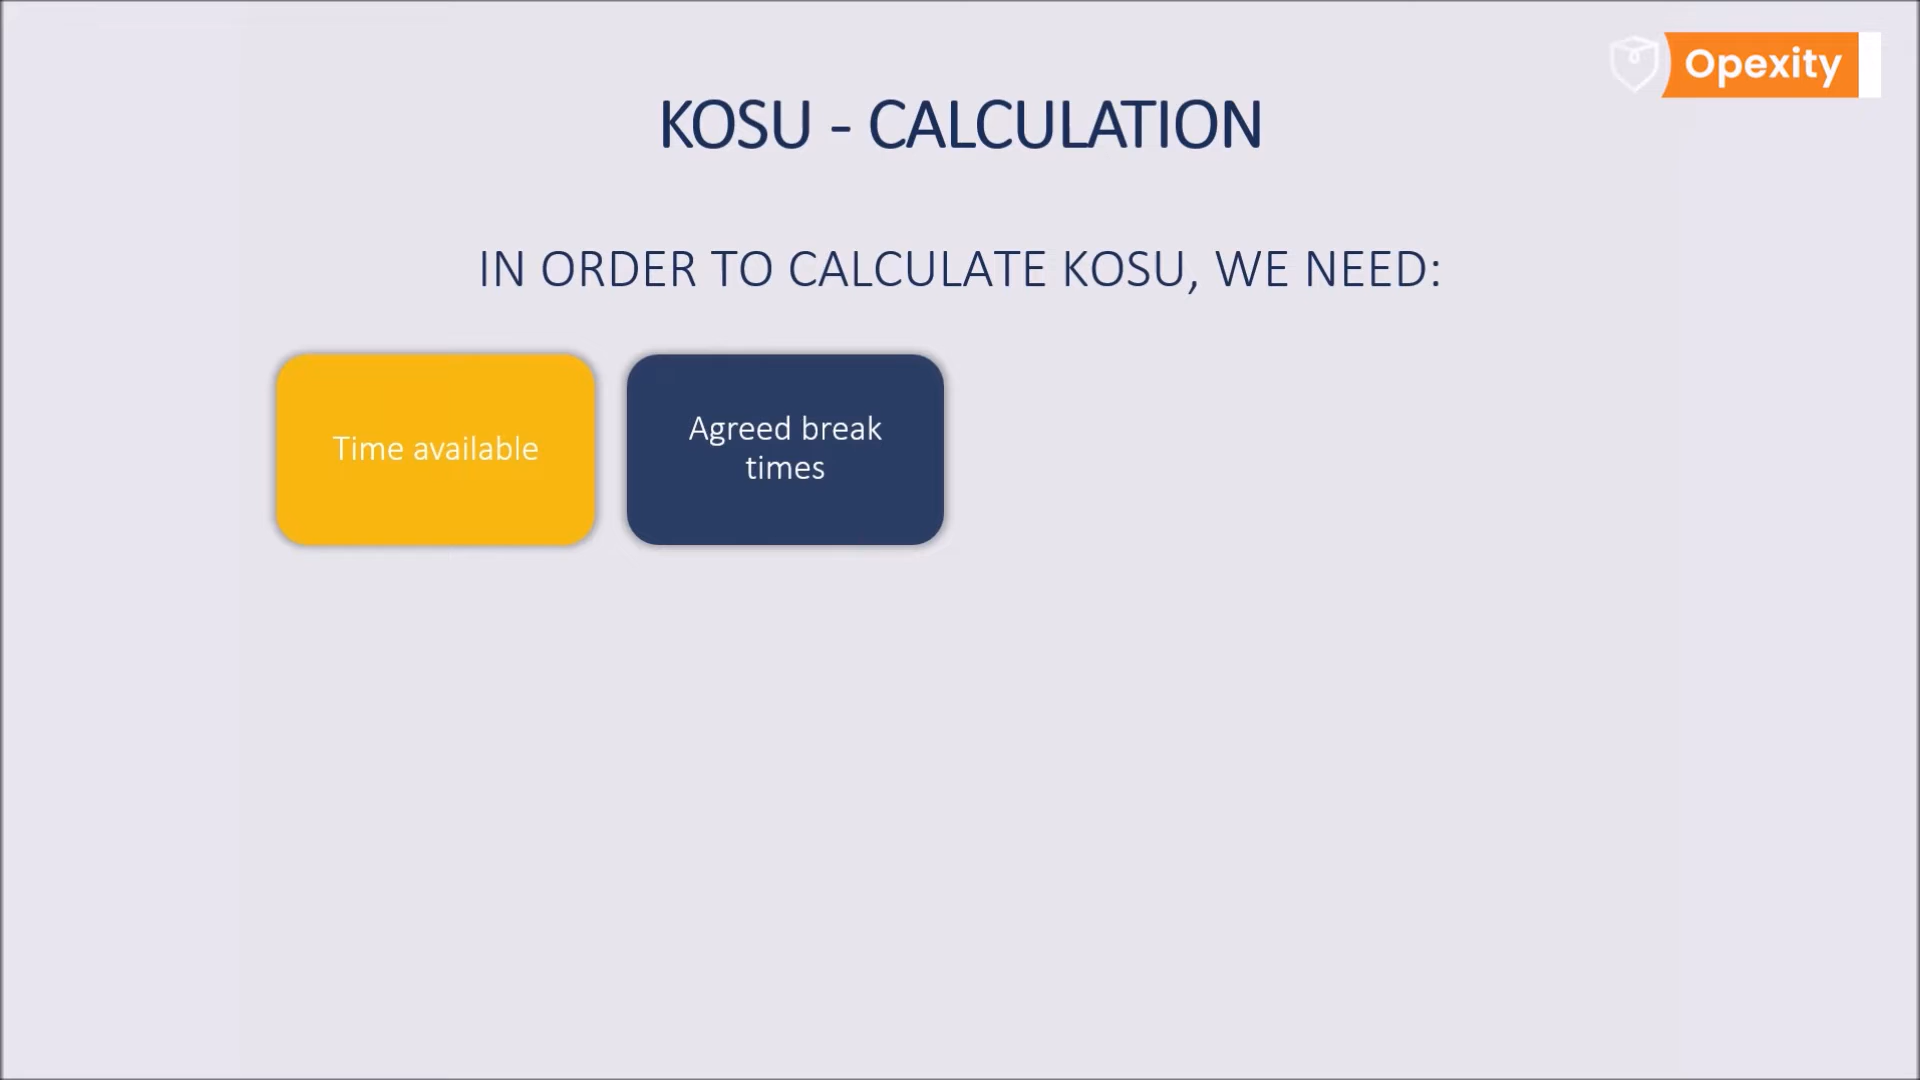 Opexity
KOSU - CALCULATION
IN ORDER TO CALCULATE KOSU, WE NEED:
Time available
Agreed break
times